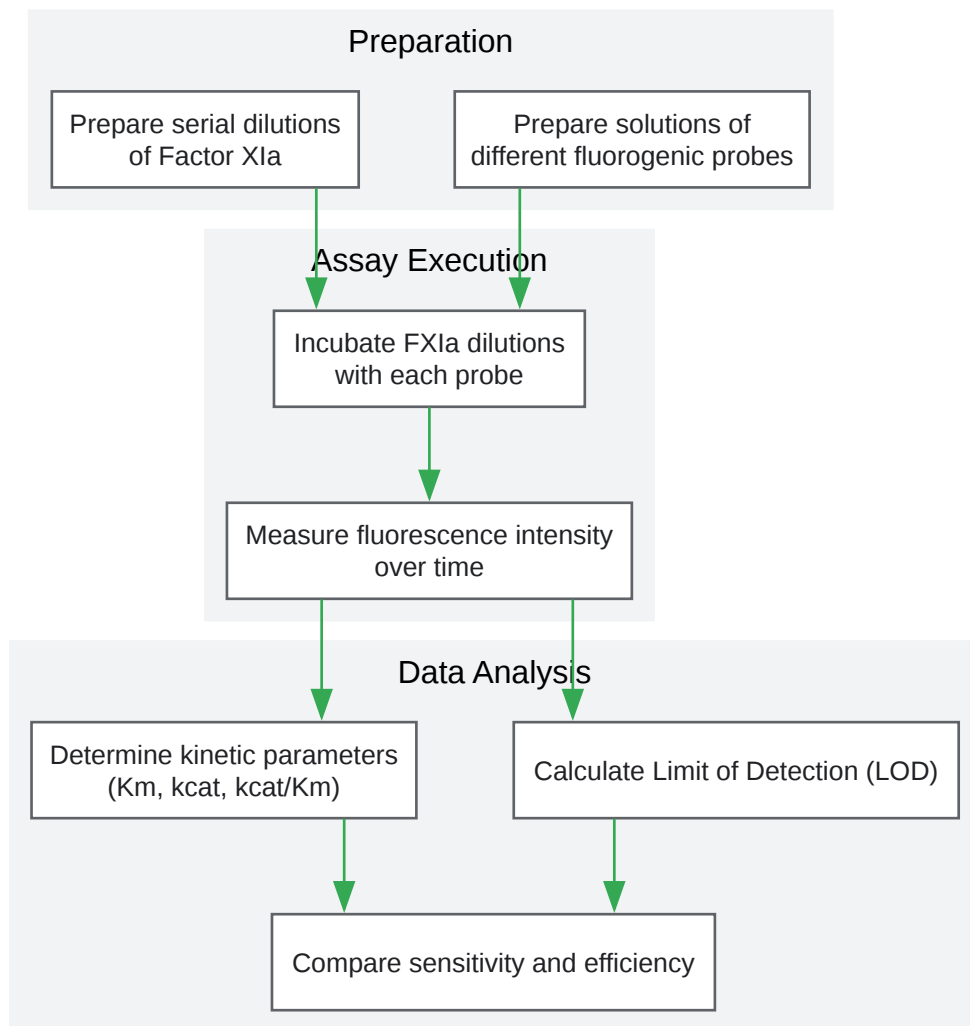 Preparation
Prepare serial dilutions
of Factor XIa
Prepare solutions of
different fluorogenic probes
Assay Execution
Incubate FXIa dilutions
with each probe
Measure fluorescence intensity
over time
Data Analysis
Determine kinetic parameters
(Km, kcat, kcat/Km)
Calculate Limit of Detection (LOD)
Compare sensitivity and efficiency